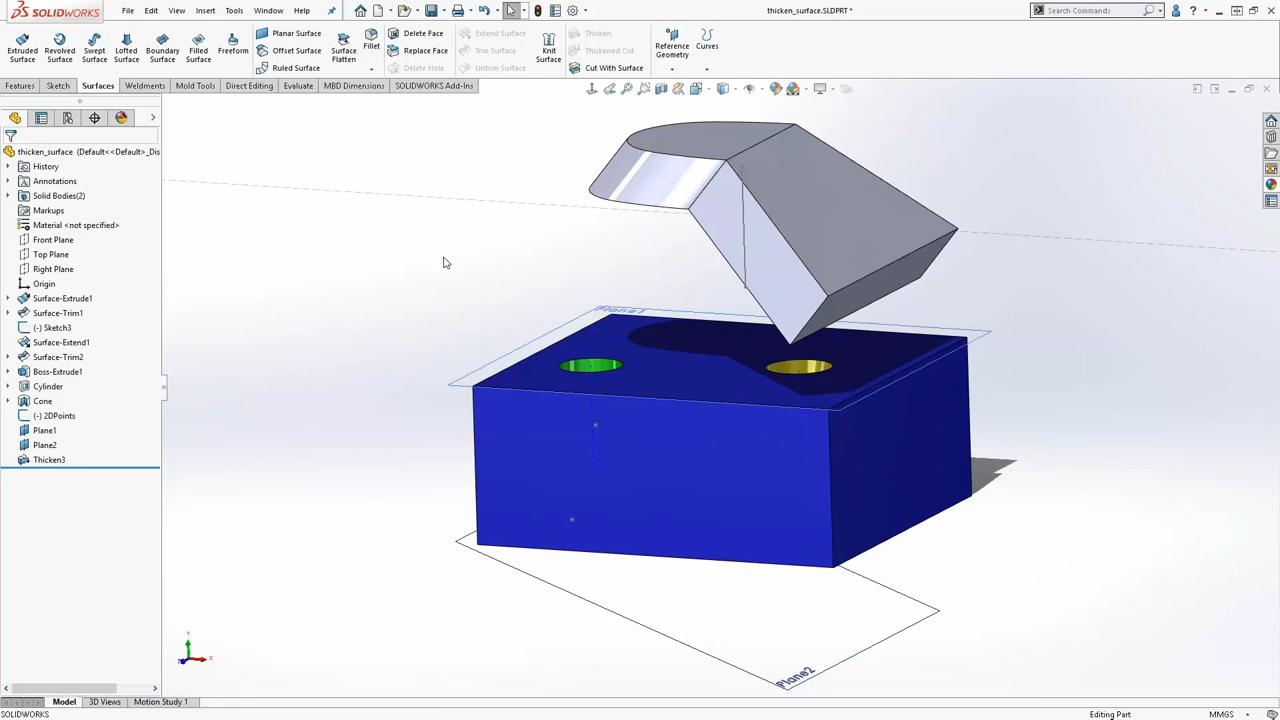 SOLIDWORKS
File Edit View Insert Tools Window Help
thicken_surface.SLDPRT *
Search Commands
Extruded Surface
Revolved Surface
Swept Surface
Lofted Surface
Boundary Surface
Filled Surface
Freeform
Planar Surface
Offset Surface
Ruled Surface
Surface Flatten
Fillet
Delete Face
Replace Face
Delete Hole
Extend Surface
Trim Surface
Untrim Surface
Knit Surface
Thicken
Thickened Cut
Cut With Surface
Reference Geometry
Curves
Features Sketch Surfaces Weldments Mold Tools Direct Editing Evaluate MBD Dimensions SOLIDWORKS Add-Ins
thicken_surface (Default<<Default>_Dis
History
Annotations
Solid Bodies(2)
Markups
Material <not specified>
Front Plane
Top Plane
Right Plane
Origin
Surface-Extrude1
Surface-Trim1
(-) Sketch3
Surface-Extend1
Surface-Trim2
Boss-Extrude1
Cylinder
Cone
(-) 2DPoints
Plane1
Plane2
Thicken3
Plane1
Plane2
Y
X
Z
Model 3D Views Motion Study 1
SOLIDWORKS
Editing Part
MMGS